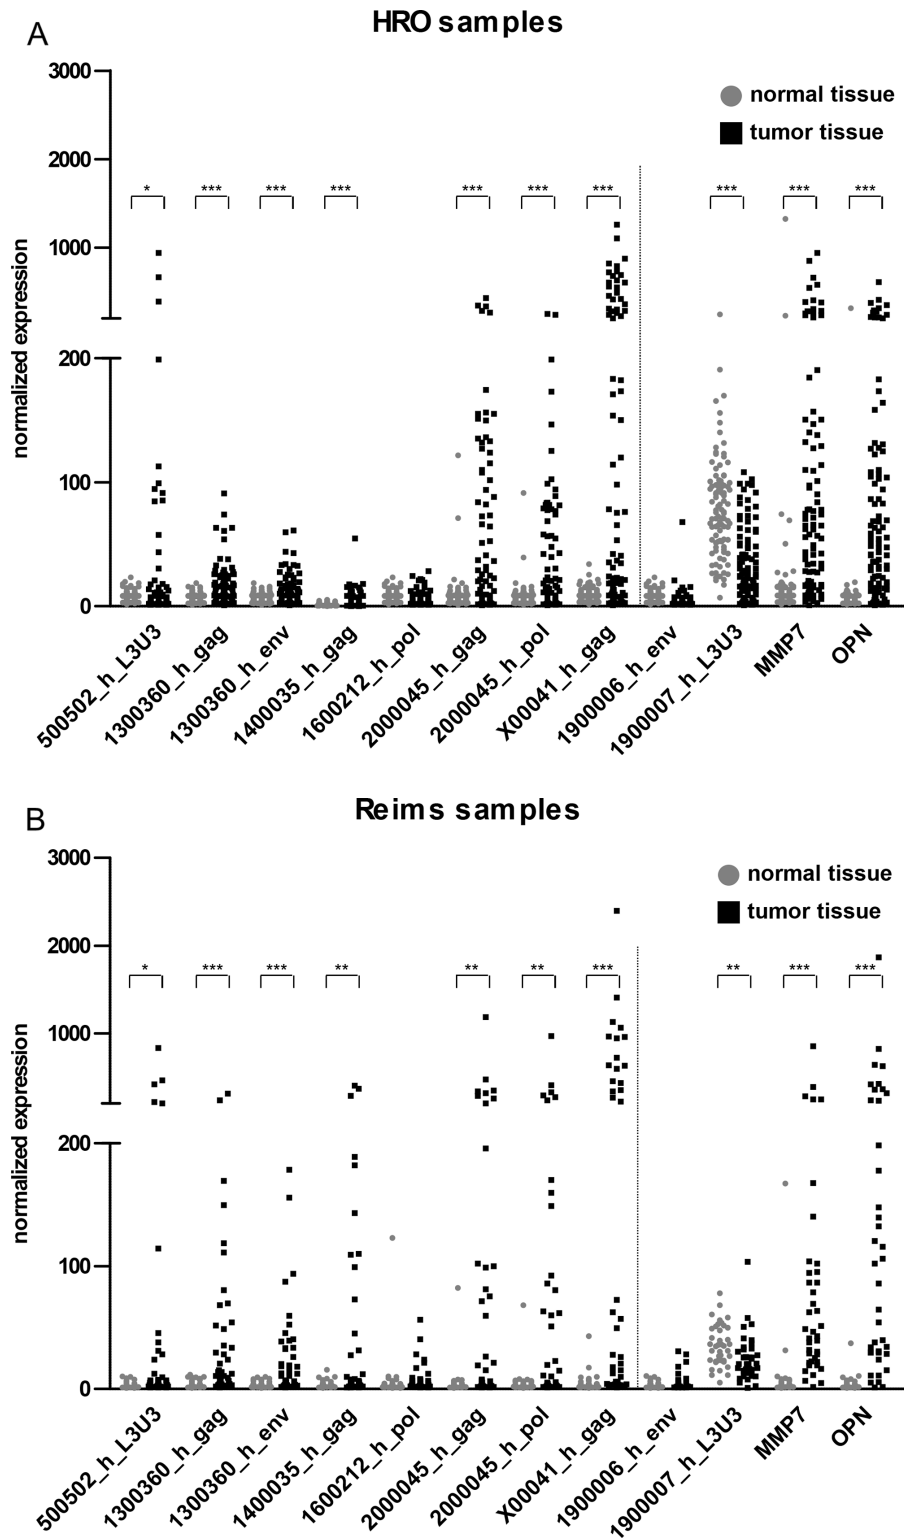 A
HRO samples
3000
2000
1000
200
100
0
normalized expression
normal tissue
tumor tissue
* *** *** *** *** *** *** *** *** ***
500502_h_L3U3
1300360_h_gag
1300360_h_env
1400035_h_gag
1600212_h_pol
2000045_h_gag
2000045_h_pol
X00041_h_gag
1900006_h_env
1900007_h_L3U3
MMP7
OPN
B
Reims samples
3000
2000
1000
200
100
0
normalized expression
normal tissue
tumor tissue
* *** *** ** ** ** *** ** *** ***
500502_h_L3U3
1300360_h_gag
1300360_h_env
1400035_h_gag
1600212_h_pol
2000045_h_gag
2000045_h_pol
X00041_h_gag
1900006_h_env
1900007_h_L3U3
MMP7
OPN